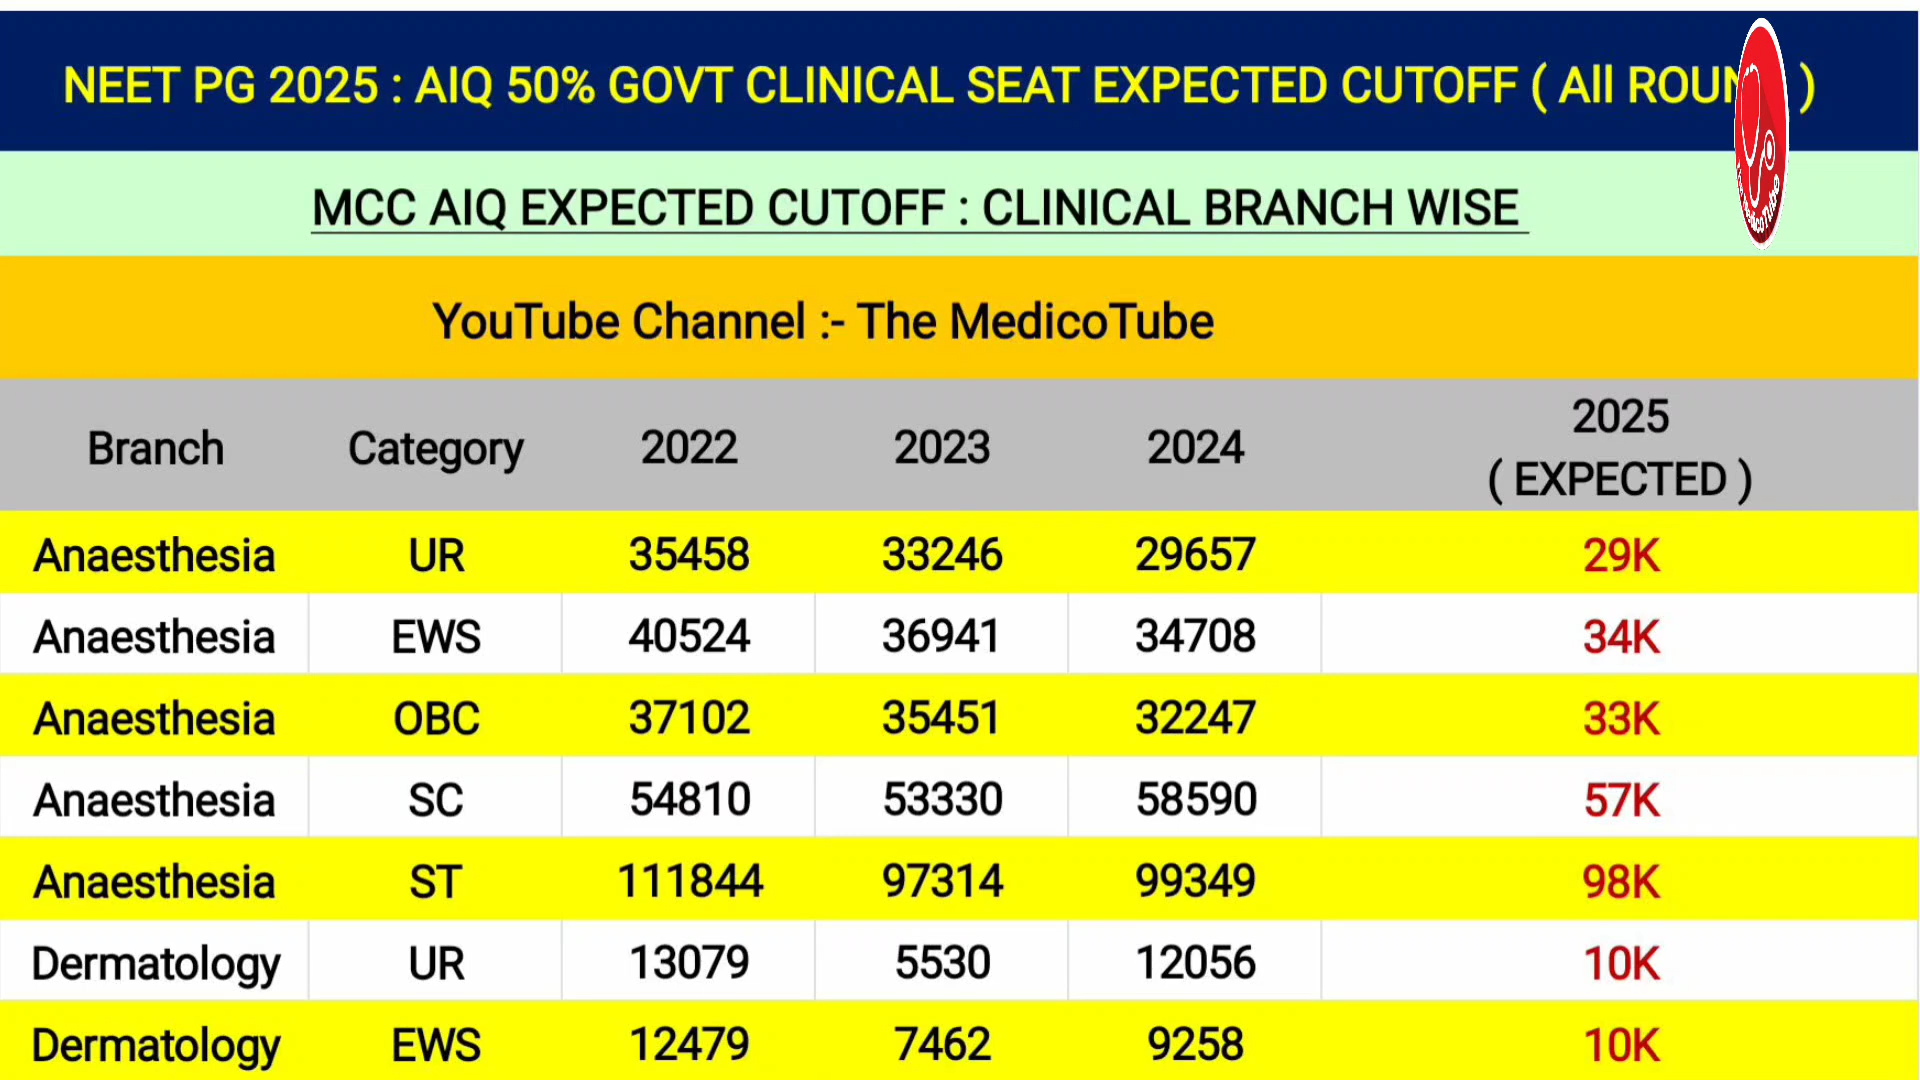 NEET PG 2025 : AIQ 50% GOVT CLINICAL SEAT EXPECTED CUTOFF ( All )
MCC AIQ EXPECTED CUTOFF : CLINICAL BRANCH WISE
YouTube Channel :- The MedicoTube
Branch Category 2022 2023 2024 2025 ( EXPECTED )
Anaesthesia UR 35458 33246 29657 29K
Anaesthesia EWS 40524 36941 34708 34K
Anaesthesia OBC 37102 35451 32247 33K
Anaesthesia SC 54810 53330 58590 57K
Anaesthesia ST 111844 97314 99349 98K
Dermatology UR 13079 5530 12056 10K
Dermatology EWS 12479 7462 9258 10K